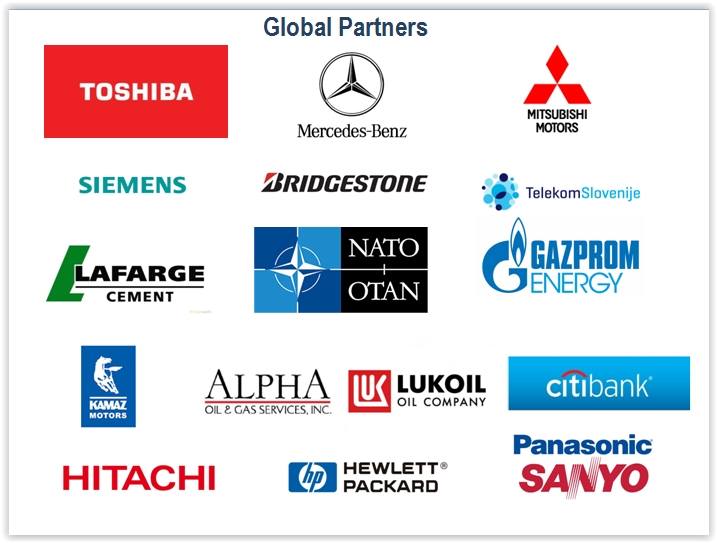 Global Partners
TOSHIBA
Mercedes-Benz
MITSUBISHI
MOTORS
SIEMENS
BRIDGESTONE
TelekomSlovenije
LAFARGE
CEMENT
NATO
OTAN
GAZPROM
ENERGY
KAMAZ
MOTORS
ALPHA
OIL & GAS SERVICES, INC.
LUK
LUKOIL
OIL COMPANY
citibank®
HITACHI
hp
HEWLETT®
PACKARD
Panasonic
SANYO